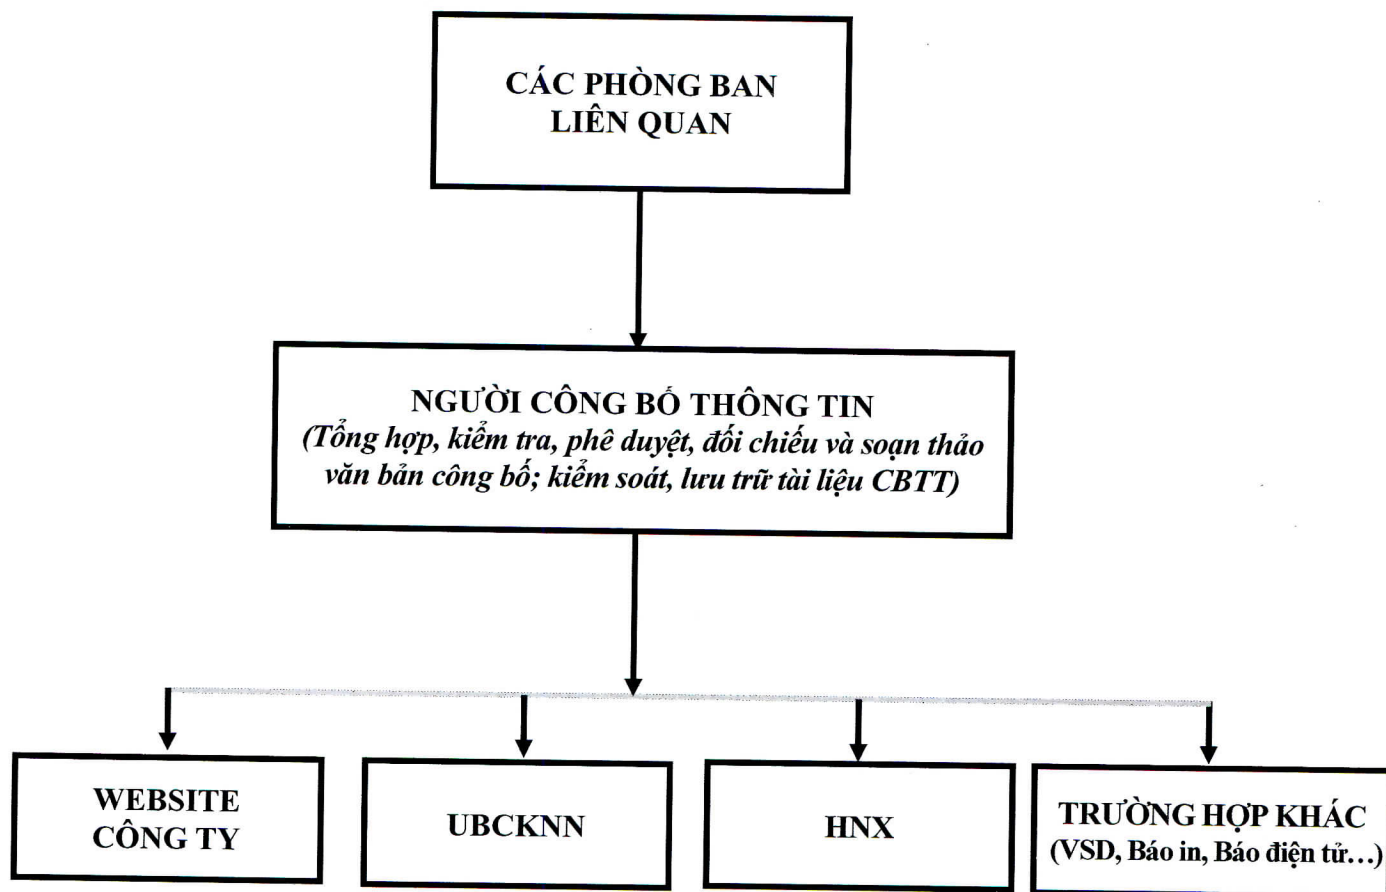 CÁC PHÒNG BAN
LIÊN QUAN
NGƯỜI CÔNG BỐ THÔNG TIN
(Tổng hợp, kiểm tra, phê duyệt, đối chiếu và soạn thảo
văn bản công bố; kiểm soát, lưu trữ tài liệu CBTT)
WEBSITE
CÔNG TY
UBCKNN
HNX
TRƯỜNG HỢP KHÁC
(VSD, Báo in, Báo điện tử…)